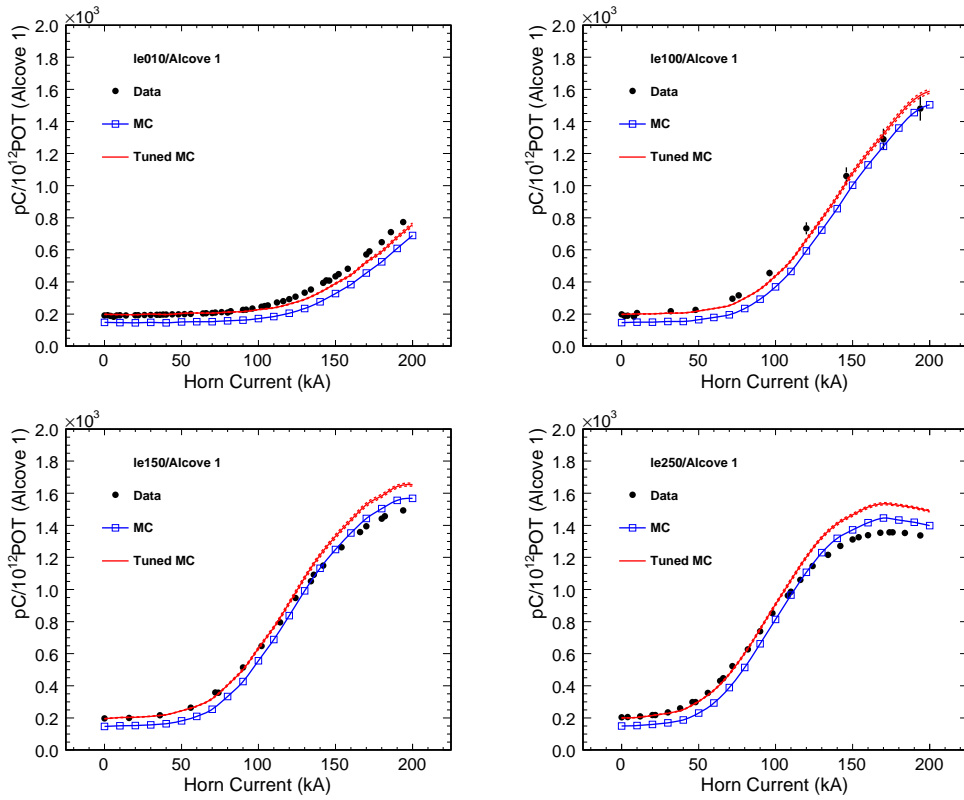 ×10³
pC/10¹²POT (Alcove 1)
2.0
1.8
1.6
1.4
1.2
1.0
0.8
0.6
0.4
0.2
0.0
le010/Alcove 1
Data
MC
Tuned MC
0 50 100 150 200
Horn Current (kA)
×10³
pC/10¹²POT (Alcove 1)
2.0
1.8
1.6
1.4
1.2
1.0
0.8
0.6
0.4
0.2
0.0
le100/Alcove 1
Data
MC
Tuned MC
0 50 100 150 200
Horn Current (kA)
×10³
pC/10¹²POT (Alcove 1)
2.0
1.8
1.6
1.4
1.2
1.0
0.8
0.6
0.4
0.2
0.0
le150/Alcove 1
Data
MC
Tuned MC
0 50 100 150 200
Horn Current (kA)
×10³
pC/10¹²POT (Alcove 1)
2.0
1.8
1.6
1.4
1.2
1.0
0.8
0.6
0.4
0.2
0.0
le250/Alcove 1
Data
MC
Tuned MC
0 50 100 150 200
Horn Current (kA)